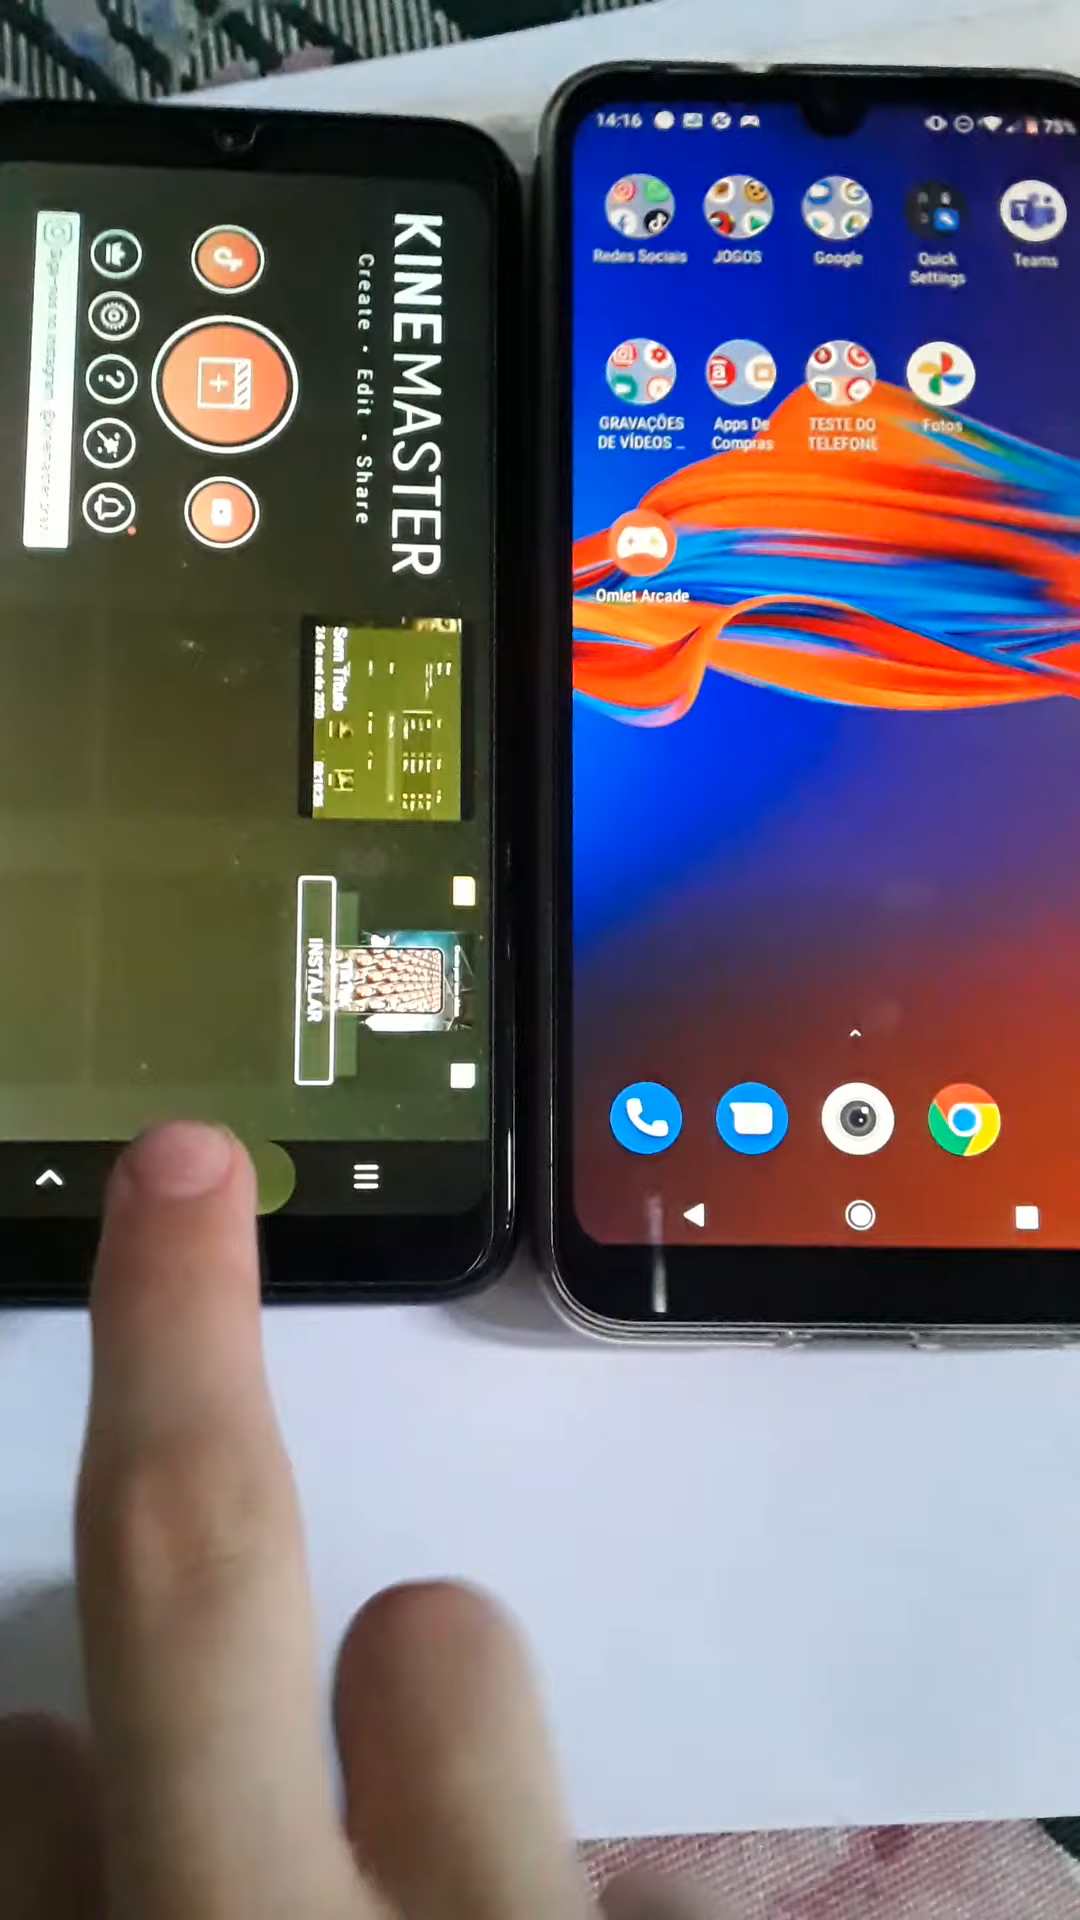 KINEMASTER
Create • Edit • Share
Sem Título
INSTALAR
14:16
75%
Redes Sociais
JOGOS
Google
Quick
Settings
Teams
GRAVAÇÕES
DE VÍDEOS ...
Apps De
Compras
TESTE DO
TELEFONE
Fotos
Omlet Arcade